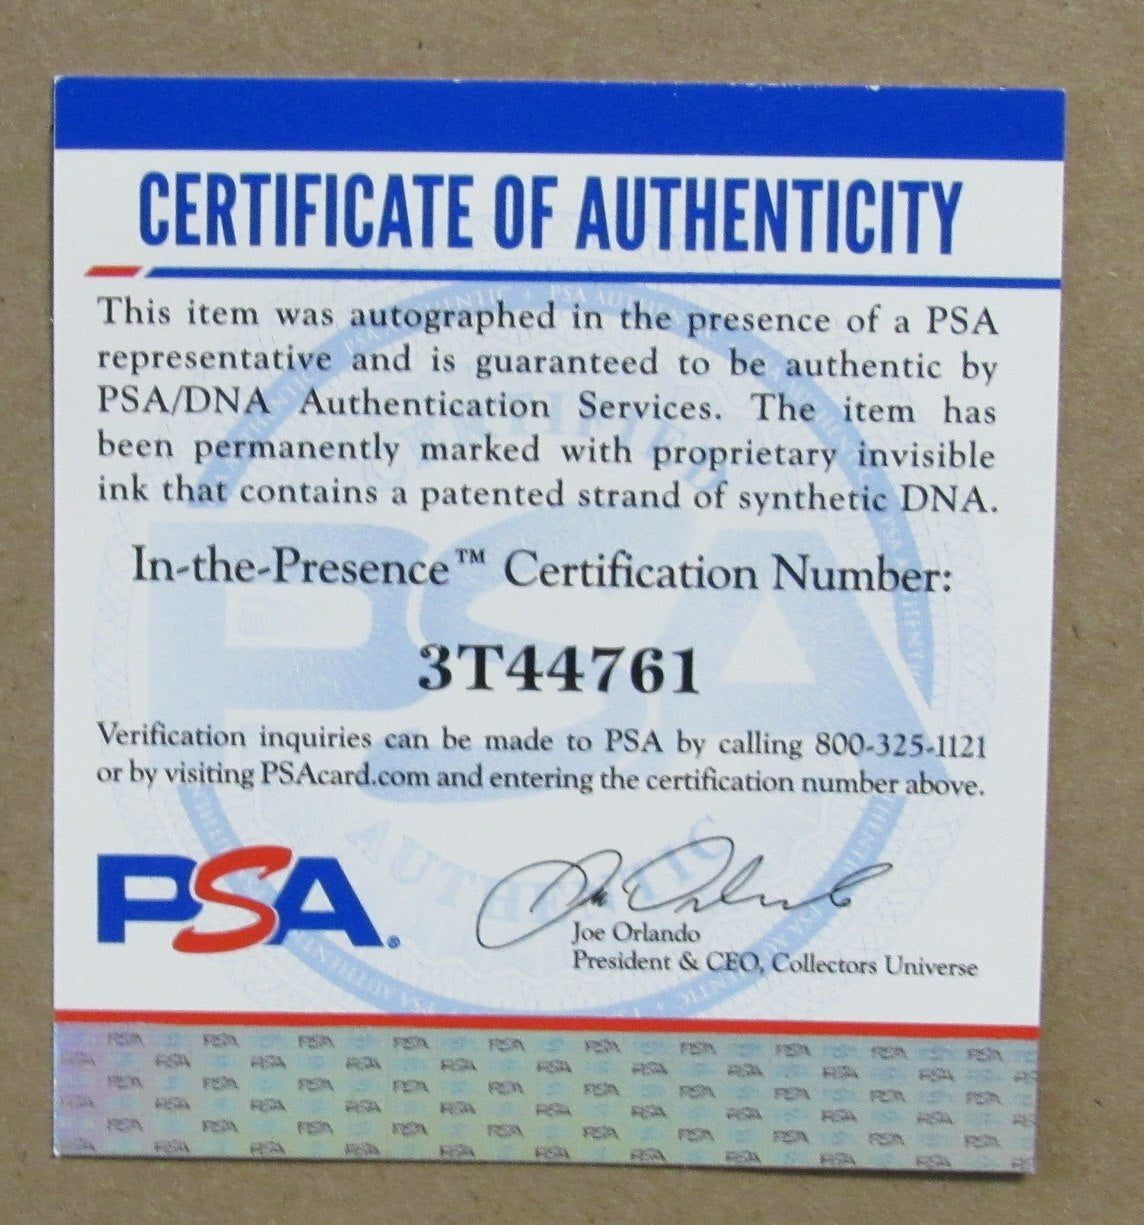 CERTIFICATE OF AUTHENTICITY
This item was autographed in the presence of a PSA
representative and is guaranteed to be authentic by
PSA/DNA Authentication Services. The item has
been permanently marked with proprietary invisible
ink that contains a patented strand of synthetic DNA.
In-the-Presence™ Certification Number:
3T44761
Verification inquiries can be made to PSA by calling 800-325-1121
or by visiting PSAcard.com and entering the certification number above.
PSA®
Joe Orlando
President & CEO, Collectors Universe